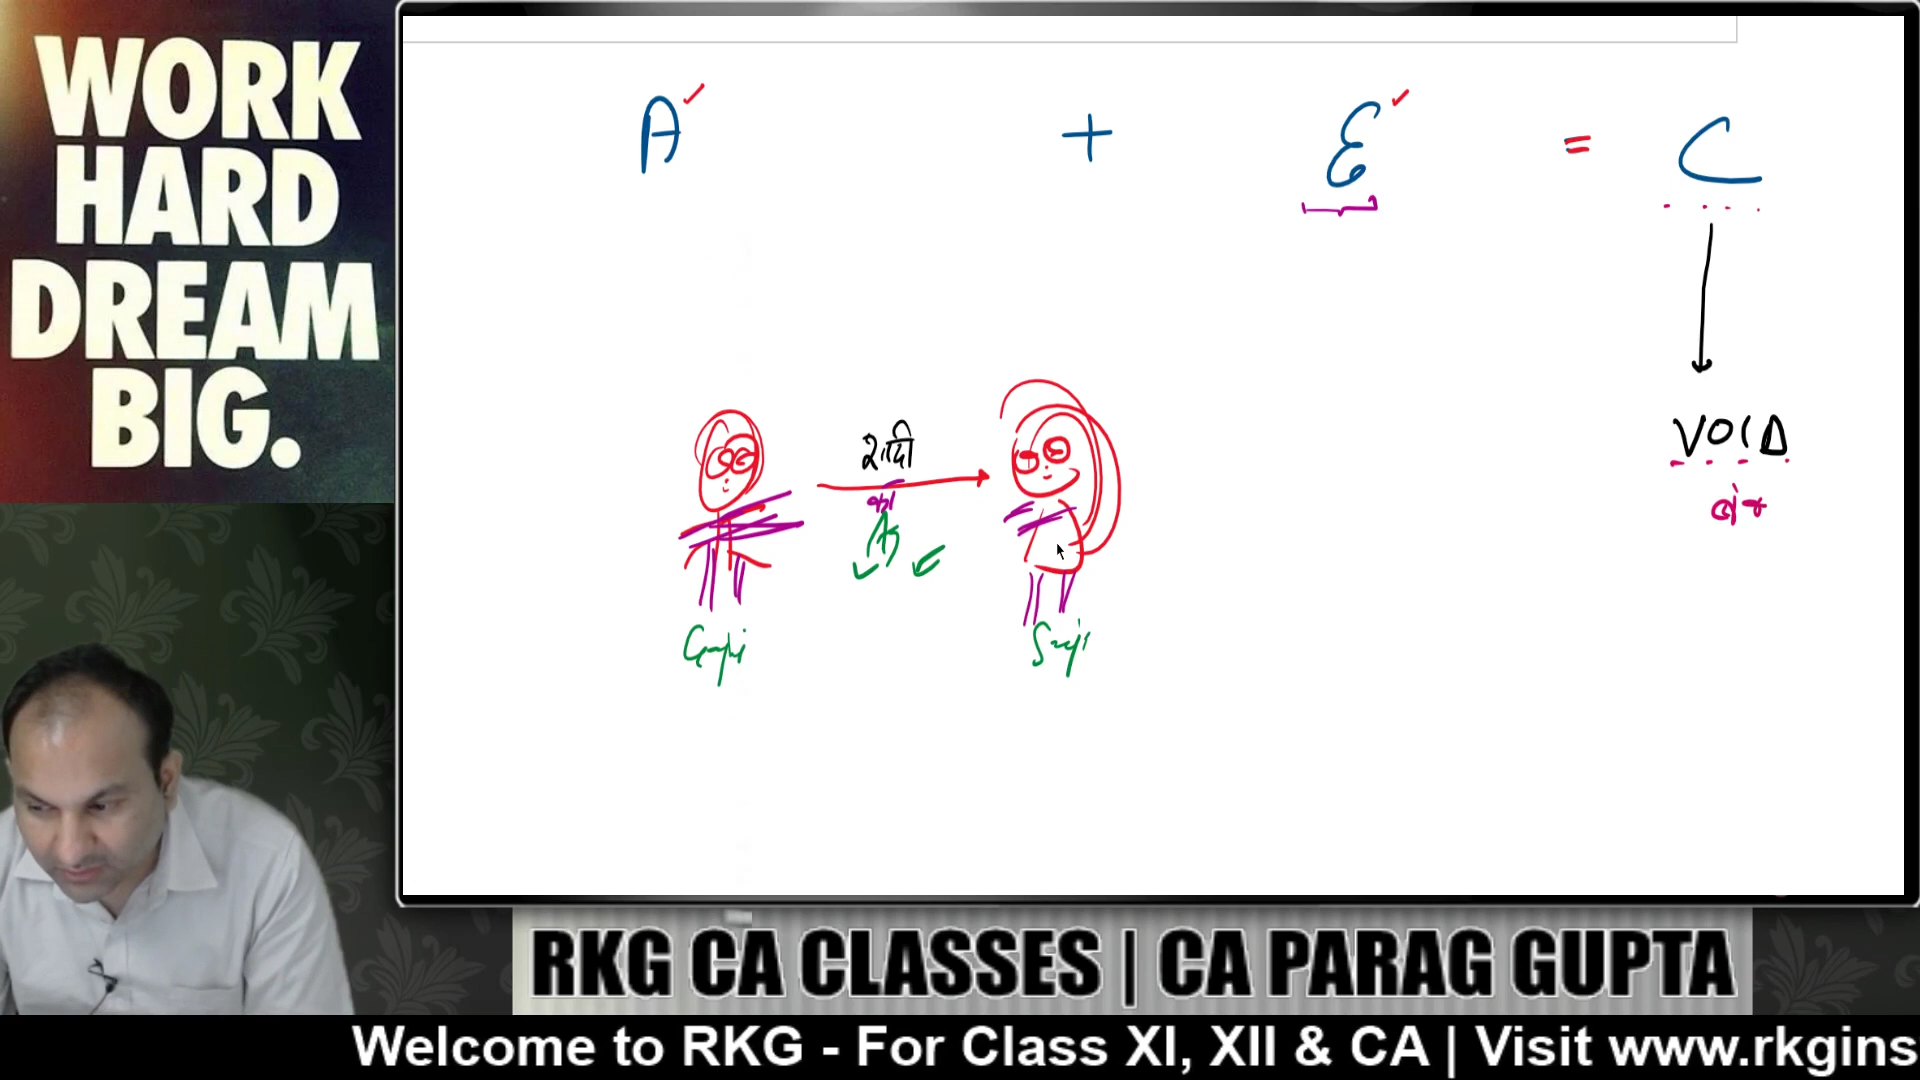 WORK
HARD
DREAM
BIG.
A + E = C
VOID
शादी
का
A
RKG CA CLASSES | CA PARAG GUPTA
Welcome to RKG - For Class XI, XII & CA | Visit www.rkgins